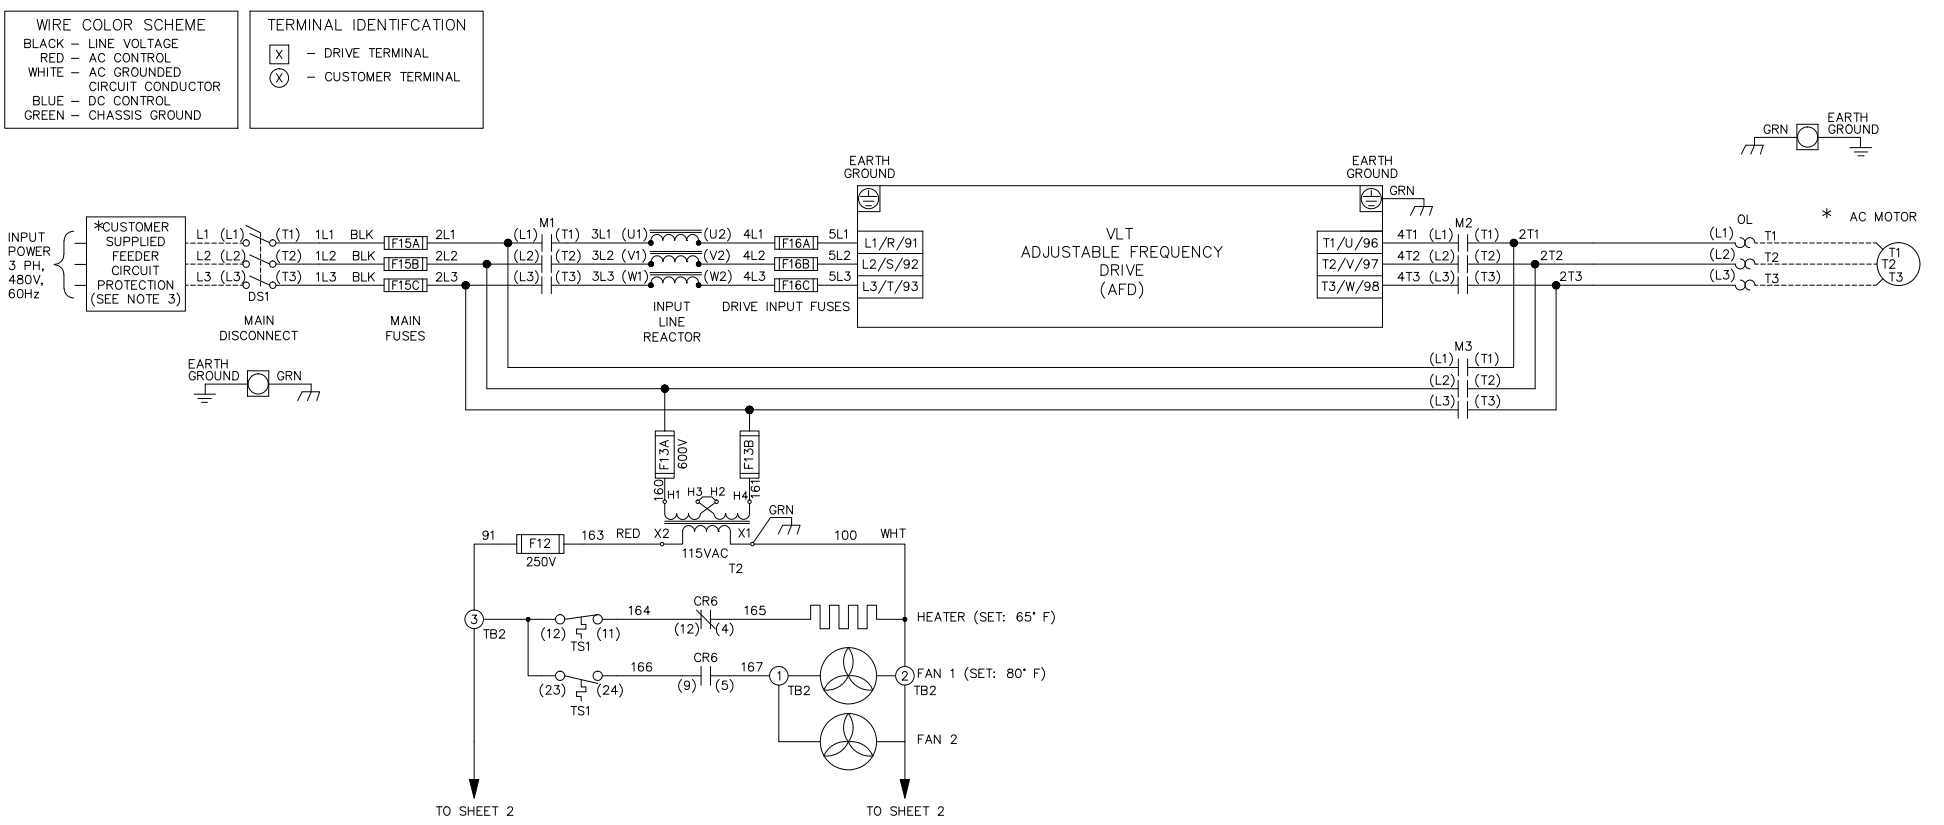 WIRE COLOR SCHEME
BLACK – LINE VOLTAGE
RED – AC CONTROL
WHITE – AC GROUNDED
CIRCUIT CONDUCTOR
BLUE – DC CONTROL
GREEN – CHASSIS GROUND
TERMINAL IDENTIFCATION
X – DRIVE TERMINAL
X – CUSTOMER TERMINAL
GRN
EARTH
GROUND
INPUT
POWER
3 PH,
480V,
60Hz
*CUSTOMER
SUPPLIED
FEEDER
CIRCUIT
PROTECTION
(SEE NOTE 3)
L1 (L1) (T1) 1L1 BLK F15A 2L1
L2 (L2) (T2) 1L2 BLK F15B 2L2
L3 (L3) (T3) 1L3 BLK F15C 2L3
DS1
MAIN
DISCONNECT
MAIN
FUSES
EARTH
GROUND
GRN
M1
(L1) (T1) 3L1 (U1) (U2) 4L1 F16A 5L1
(L2) (T2) 3L2 (V1) (V2) 4L2 F16B 5L2
(L3) (T3) 3L3 (W1) (W2) 4L3 F16C 5L3
INPUT
LINE
REACTOR
DRIVE INPUT FUSES
EARTH
GROUND
L1/R/91
L2/S/92
L3/T/93
VLT
ADJUSTABLE FREQUENCY
DRIVE
(AFD)
EARTH
GROUND
GRN
T1/U/96
T2/V/97
T3/W/98
M2
4T1 (L1) (T1) 2T1
4T2 (L2) (T2) 2T2
4T3 (L3) (T3) 2T3
OL
(L1) T1
(L2) T2
(L3) T3
* AC MOTOR
T1
T2
T3
M3
(L1) (T1)
(L2) (T2)
(L3) (T3)
F13A
600V
F13B
160
161
H1 H3 H2 H4
GRN
91 F12 163 RED X2 X1 100 WHT
250V
115VAC
T2
3
TB2
(12) (11)
TS1
164
CR6
(12) (4)
165
HEATER (SET: 65° F)
(23) (24)
TS1
166
CR6
(9) (5)
167
1
TB2
2
TB2
FAN 1 (SET: 80° F)
FAN 2
TO SHEET 2
TO SHEET 2